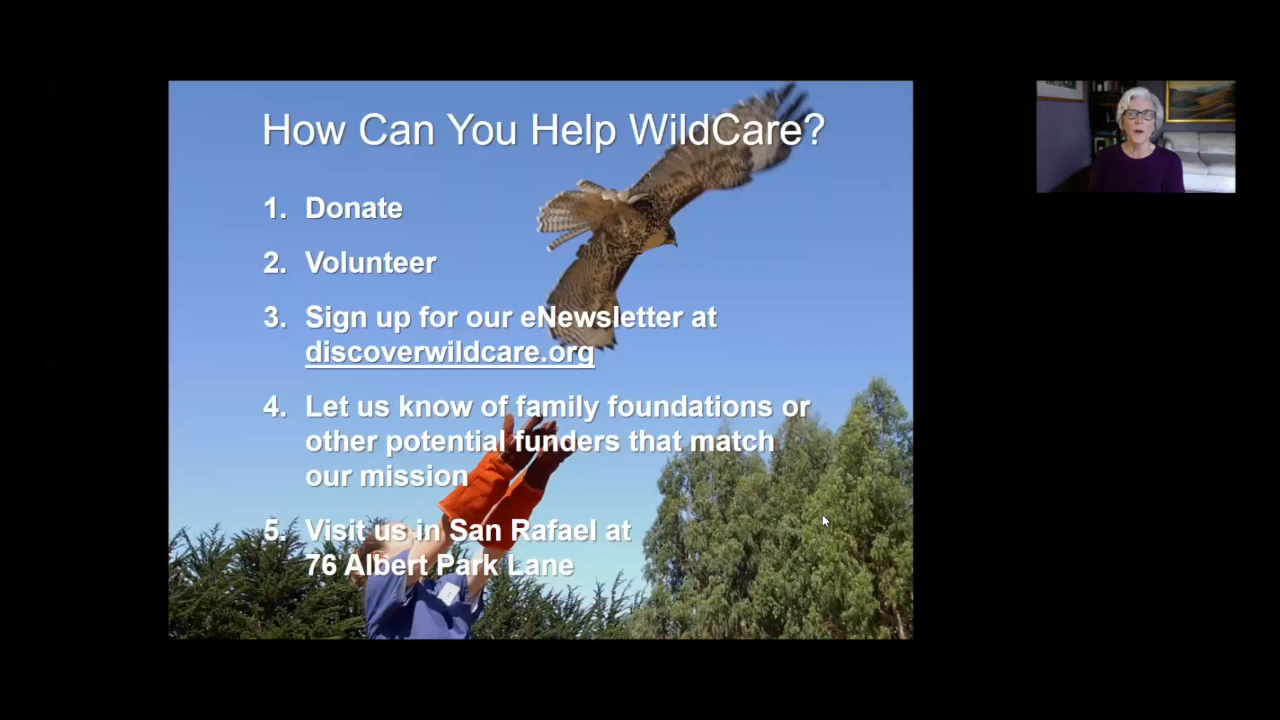 How Can You Help WildCare?
1. Donate
2. Volunteer
3. Sign up for our eNewsletter at
discoverwildcare.org
4. Let us know of family foundations or
other potential funders that match
our mission
5. Visit us in San Rafael at
76 Albert Park Lane